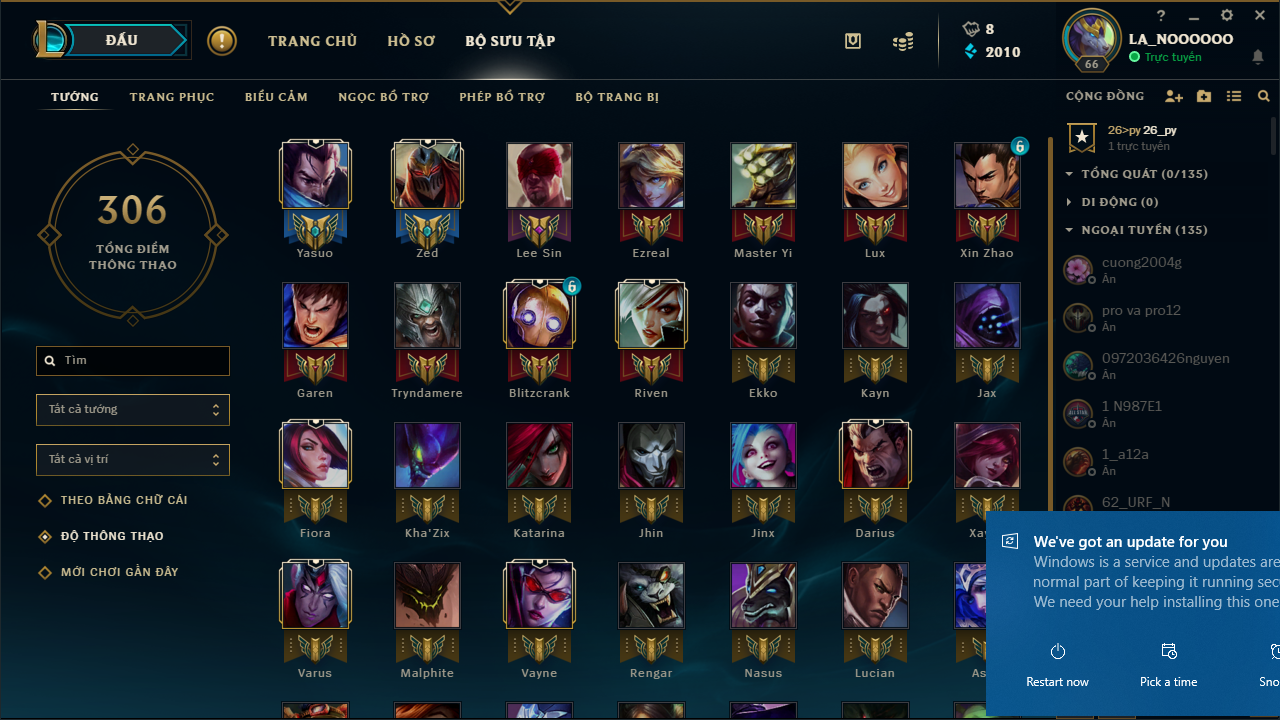 ĐẤU
TRANG CHỦ
HỒ SƠ
BỘ SƯU TẬP
8
2010
66
LA_NOOOOOO
Trực tuyến
TƯỚNG
TRANG PHỤC
BIỂU CẢM
NGỌC BỔ TRỢ
PHÉP BỔ TRỢ
BỘ TRANG BỊ
CỘNG ĐỒNG
306
TỔNG ĐIỂM
THÔNG THẠO
Tìm
Tất cả tướng
Tất cả vị trí
THEO BẢNG CHỮ CÁI
ĐỘ THÔNG THẠO
MỚI CHƠI GẦN ĐÂY
6
Yasuo
Zed
Lee Sin
Ezreal
Master Yi
Lux
Xin Zhao
6
Garen
Tryndamere
Blitzcrank
Riven
Ekko
Kayn
Jax
Fiora
Kha'Zix
Katarina
Jhin
Jinx
Darius
Xay
Varus
Malphite
Vayne
Rengar
Nasus
Lucian
As
26>py 26_py
1 trực tuyến
TỔNG QUÁT (0/135)
DI ĐỘNG (0)
NGOẠI TUYẾN (135)
cuong2004g
Ẩn
pro va pro12
Ẩn
0972036426nguyen
Ẩn
1 N987E1
Ẩn
1_a12a
Ẩn
62_URF_N
We've got an update for you
Windows is a service and updates are
normal part of keeping it running sec
We need your help installing this one
Restart now
Pick a time
Sno